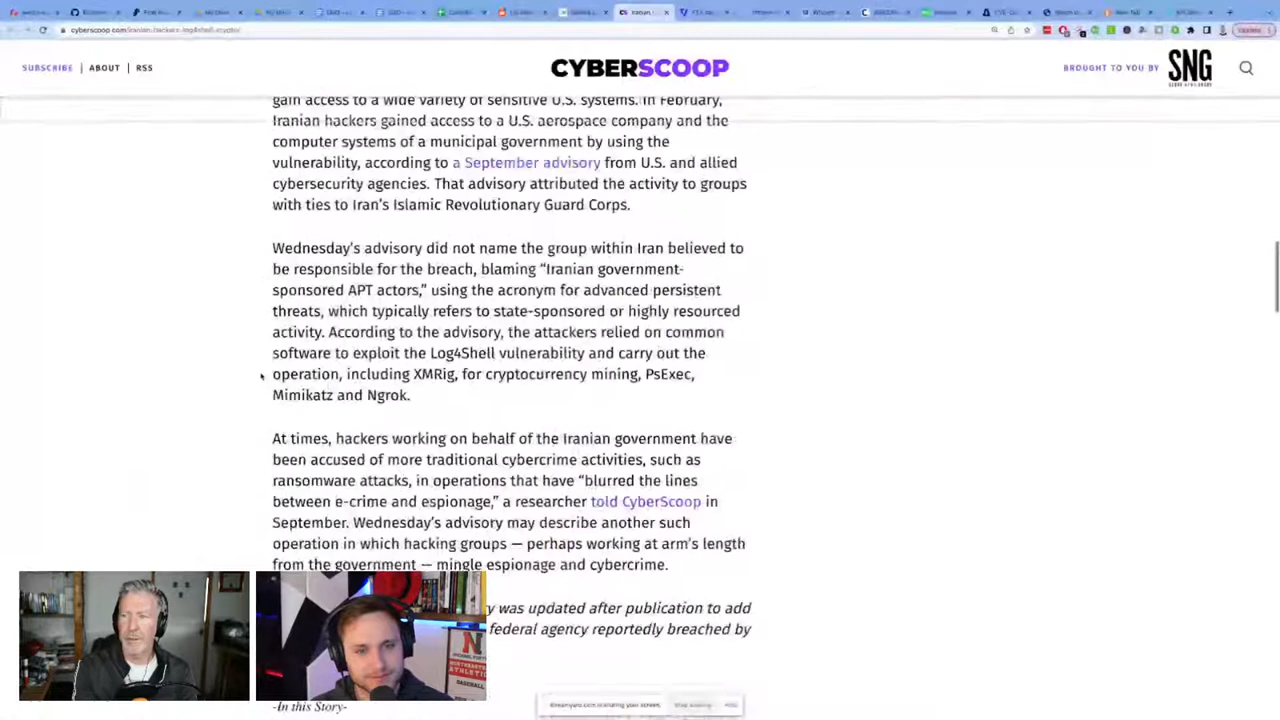 cyberscoop.com/iranian-hackers-log4shell-crypto/
SUBSCRIBE | ABOUT | RSS
CYBERSCOOP
BROUGHT TO YOU BY SNG
gain access to a wide variety of sensitive U.S. systems. In February,
Iranian hackers gained access to a U.S. aerospace company and the
computer systems of a municipal government by using the
vulnerability, according to a September advisory from U.S. and allied
cybersecurity agencies. That advisory attributed the activity to groups
with ties to Iran’s Islamic Revolutionary Guard Corps.
Wednesday’s advisory did not name the group within Iran believed to
be responsible for the breach, blaming “Iranian government-
sponsored APT actors,” using the acronym for advanced persistent
threats, which typically refers to state-sponsored or highly resourced
activity. According to the advisory, the attackers relied on common
software to exploit the Log4Shell vulnerability and carry out the
operation, including XMRig, for cryptocurrency mining, PsExec,
Mimikatz and Ngrok.
At times, hackers working on behalf of the Iranian government have
been accused of more traditional cybercrime activities, such as
ransomware attacks, in operations that have “blurred the lines
between e-crime and espionage,” a researcher told CyberScoop in
September. Wednesday’s advisory may describe another such
operation in which hacking groups — perhaps working at arm’s length
from the government — mingle espionage and cybercrime.
y was updated after publication to add
federal agency reportedly breached by
-In this Story-
N
NORTHEASTERN
ATHLETICS
BASEBALL